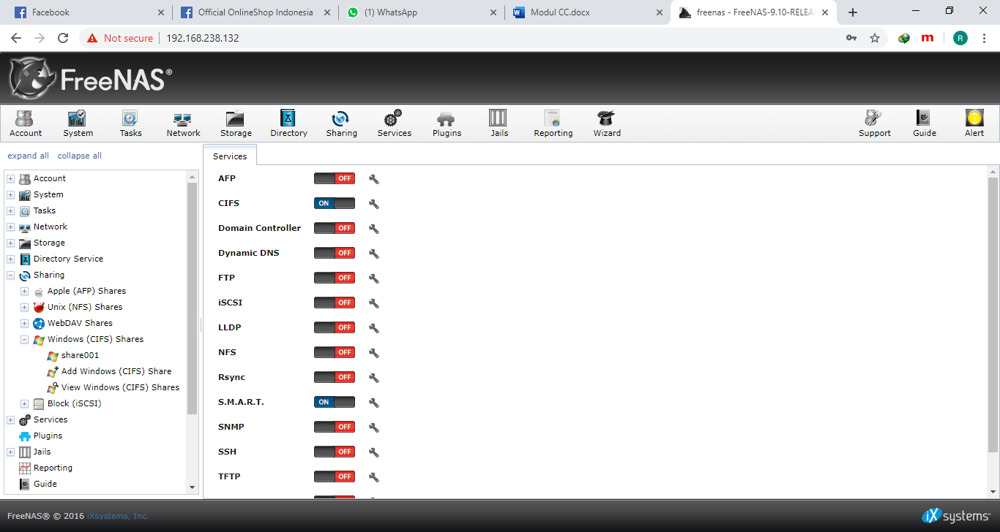 Facebook
Official OnlineShop Indonesia
(1) WhatsApp
Modul CC.docx
freenas - FreeNAS-9.10-RELEA
Not secure
192.168.238.132
m
R
FreeNAS®
Account System Tasks Network Storage Directory Sharing Services Plugins Jails Reporting Wizard Support Guide Alert
expand all collapse all
Account
System
Tasks
Network
Storage
Directory Service
Sharing
Apple (AFP) Shares
Unix (NFS) Shares
WebDAV Shares
Windows (CIFS) Shares
share001
Add Windows (CIFS) Share
View Windows (CIFS) Shares
Block (iSCSI)
Services
Plugins
Jails
Reporting
Guide
Services
AFP OFF
CIFS ON
Domain Controller OFF
Dynamic DNS OFF
FTP OFF
iSCSI OFF
LLDP OFF
NFS OFF
Rsync OFF
S.M.A.R.T. ON
SNMP OFF
SSH OFF
TFTP OFF
FreeNAS® © 2016 iXsystems, Inc.
iXsystems